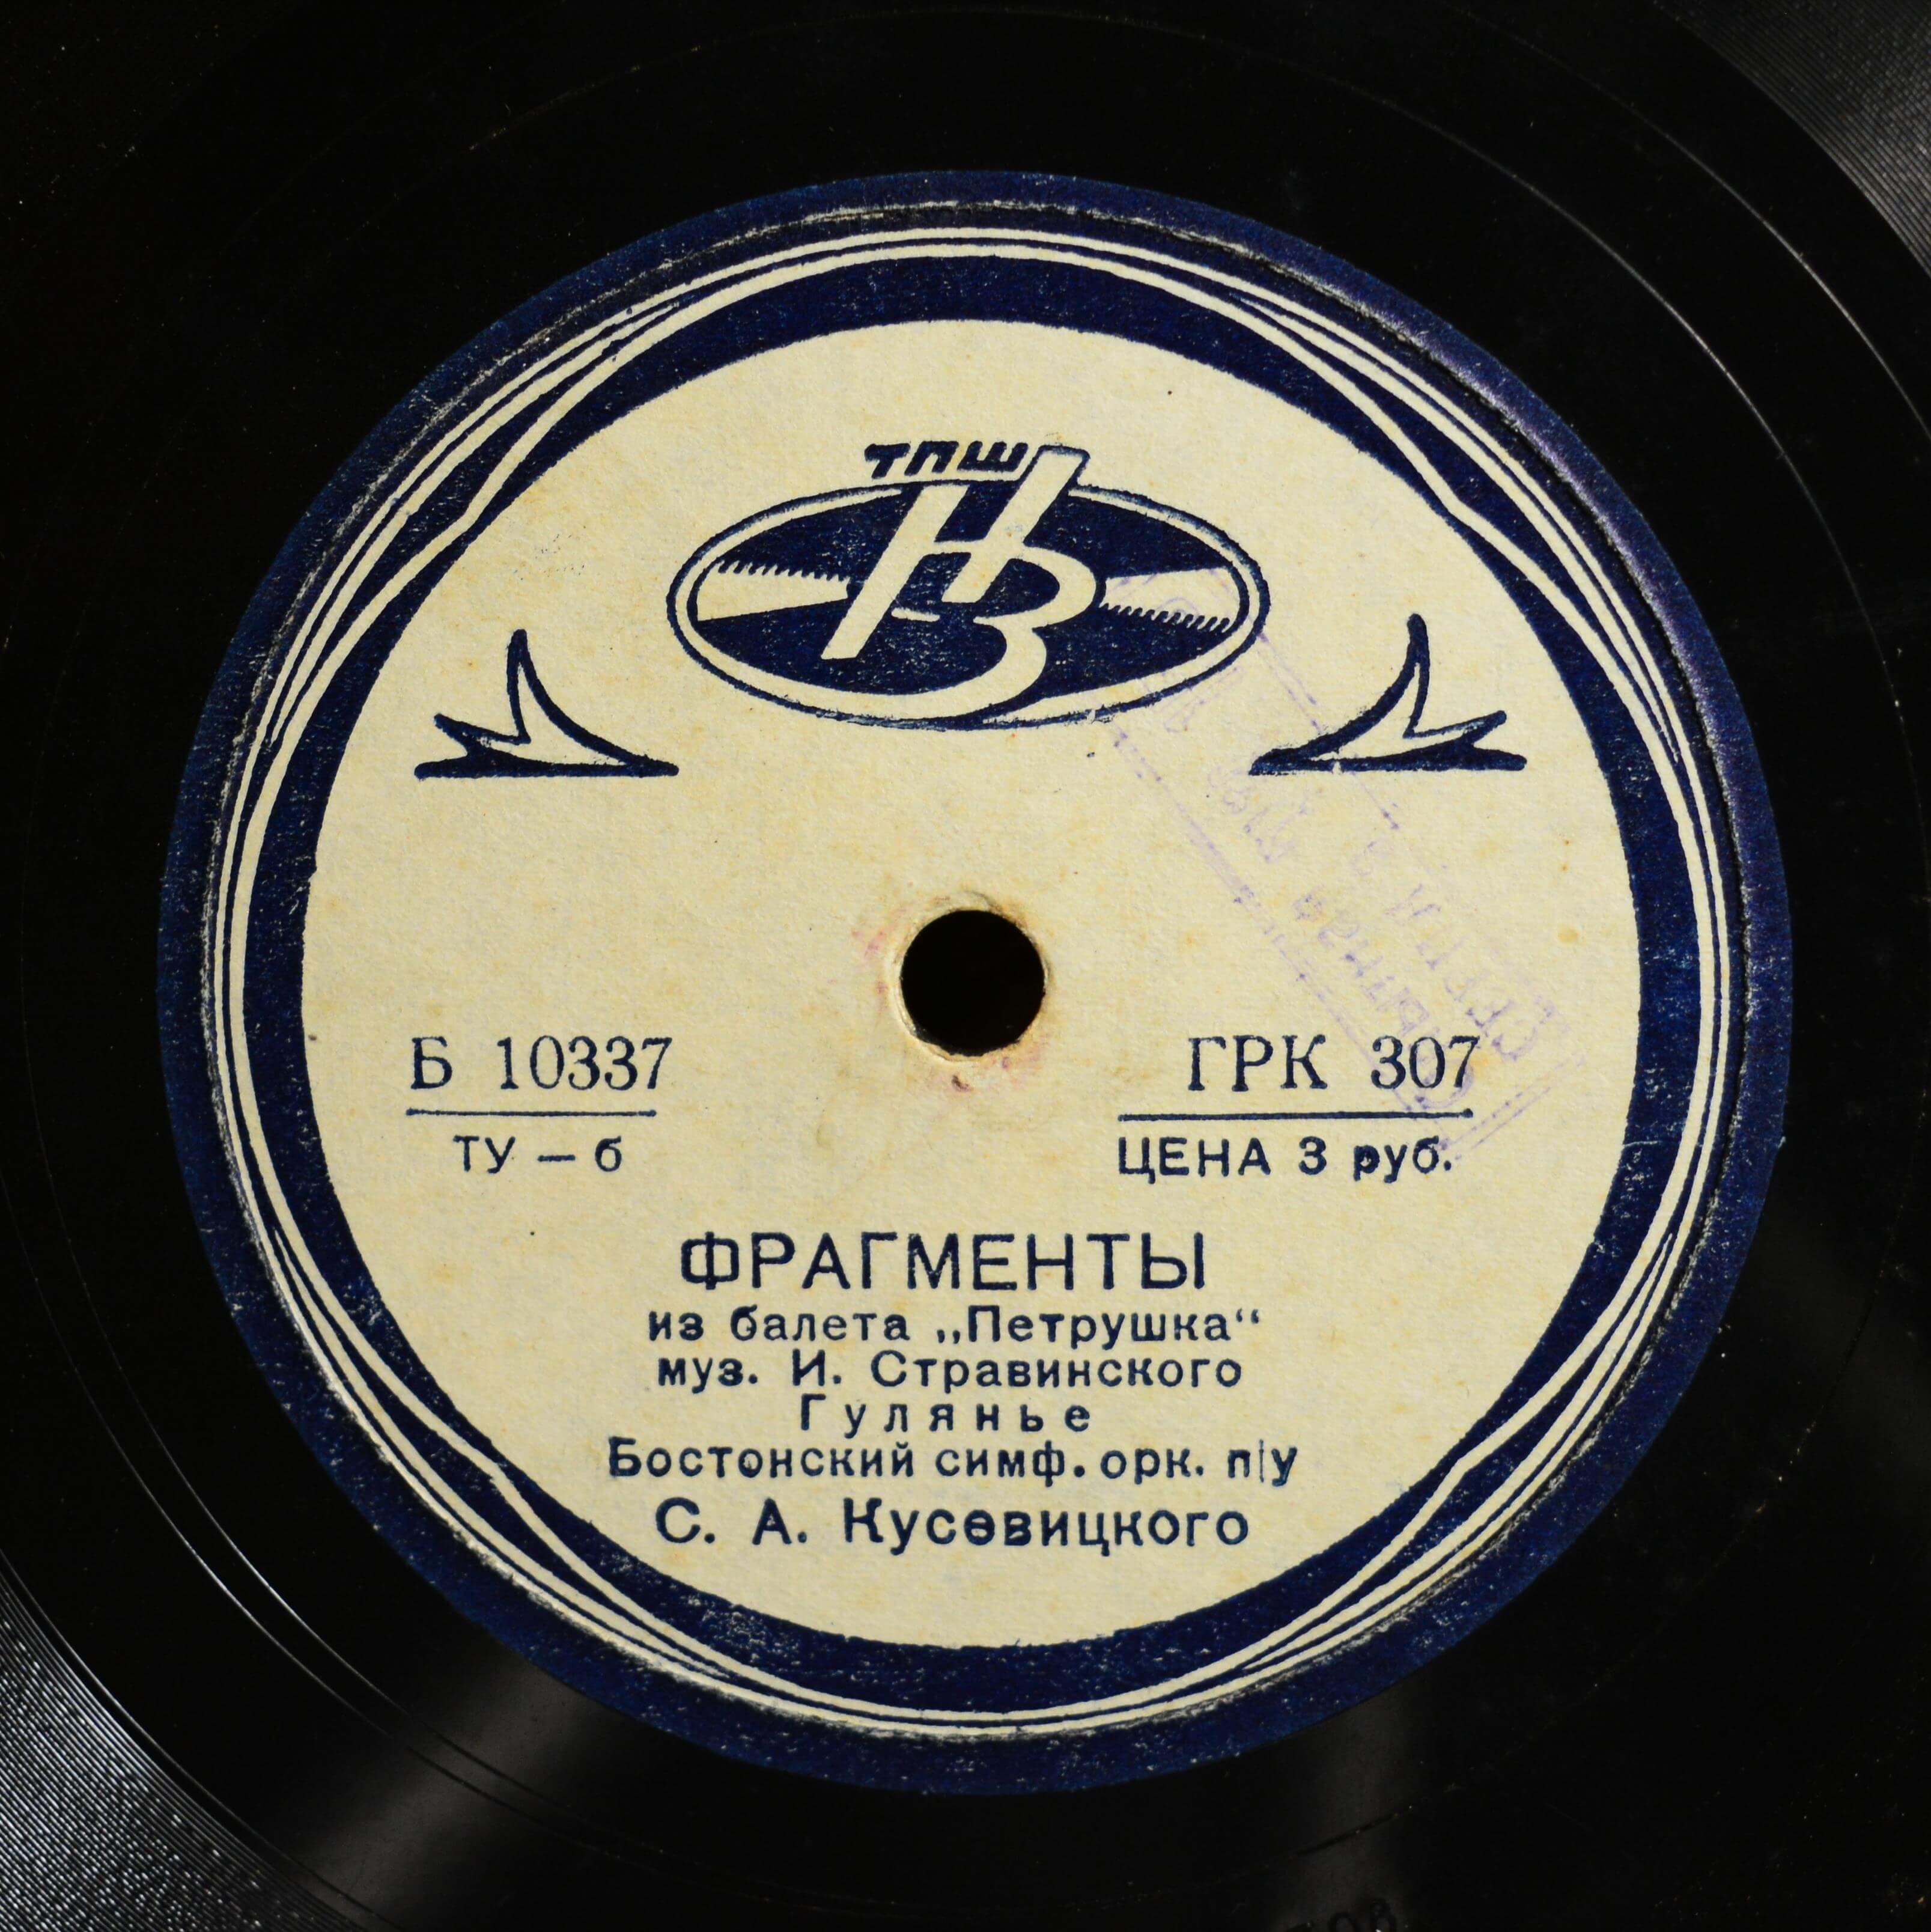 ТПШ
НЗ
Б 10337
ГРК 307
ТУ — б
ЦЕНА 3 руб.
ФРАГМЕНТЫ
из балета „Петрушка“
муз. И. Стравинского
Гулянье
Бостонский симф. орк. п/у
С. А. Кусевицкого